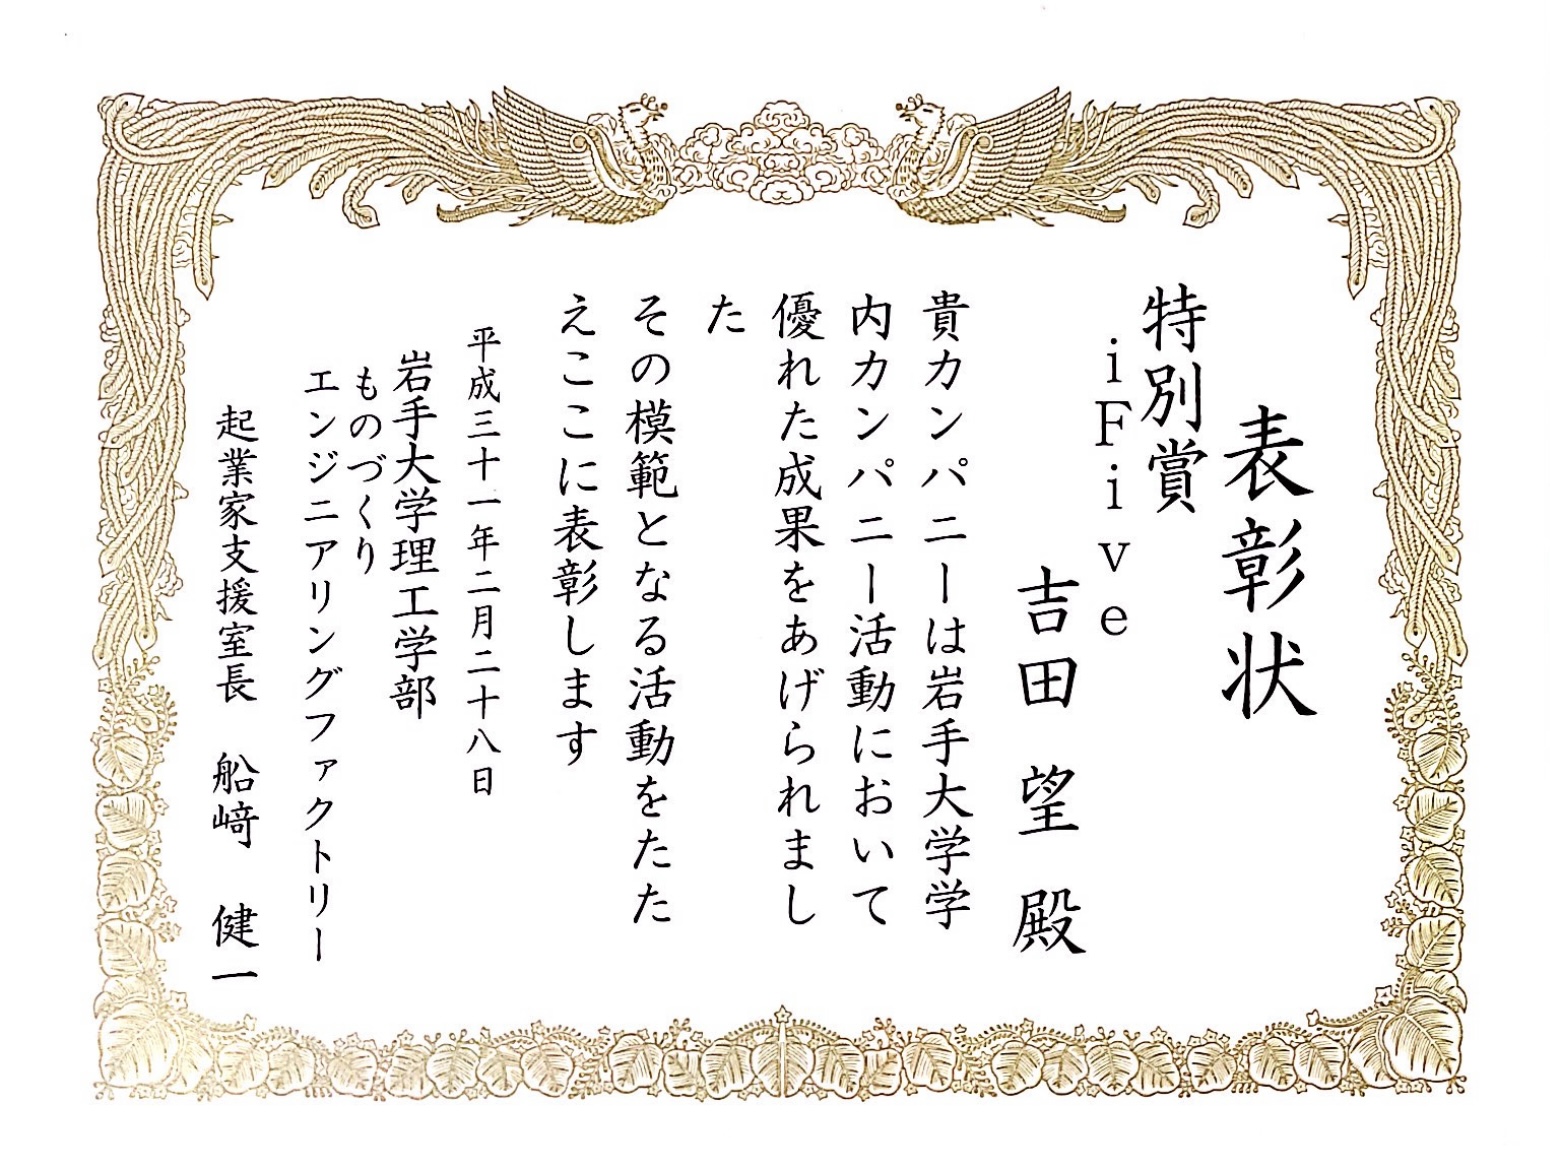 表彰状
特別賞
iFive
吉田 望 殿
貴カンパニーは岩手大学学
内カンパニー活動において
優れた成果をあげられまし
た
その模範となる活動をたた
えここに表彰します
平成三十一年二月二十八日
岩手大学理工学部
ものづくり
エンジニアリングファクトリー
起業家支援室長 船﨑 健一